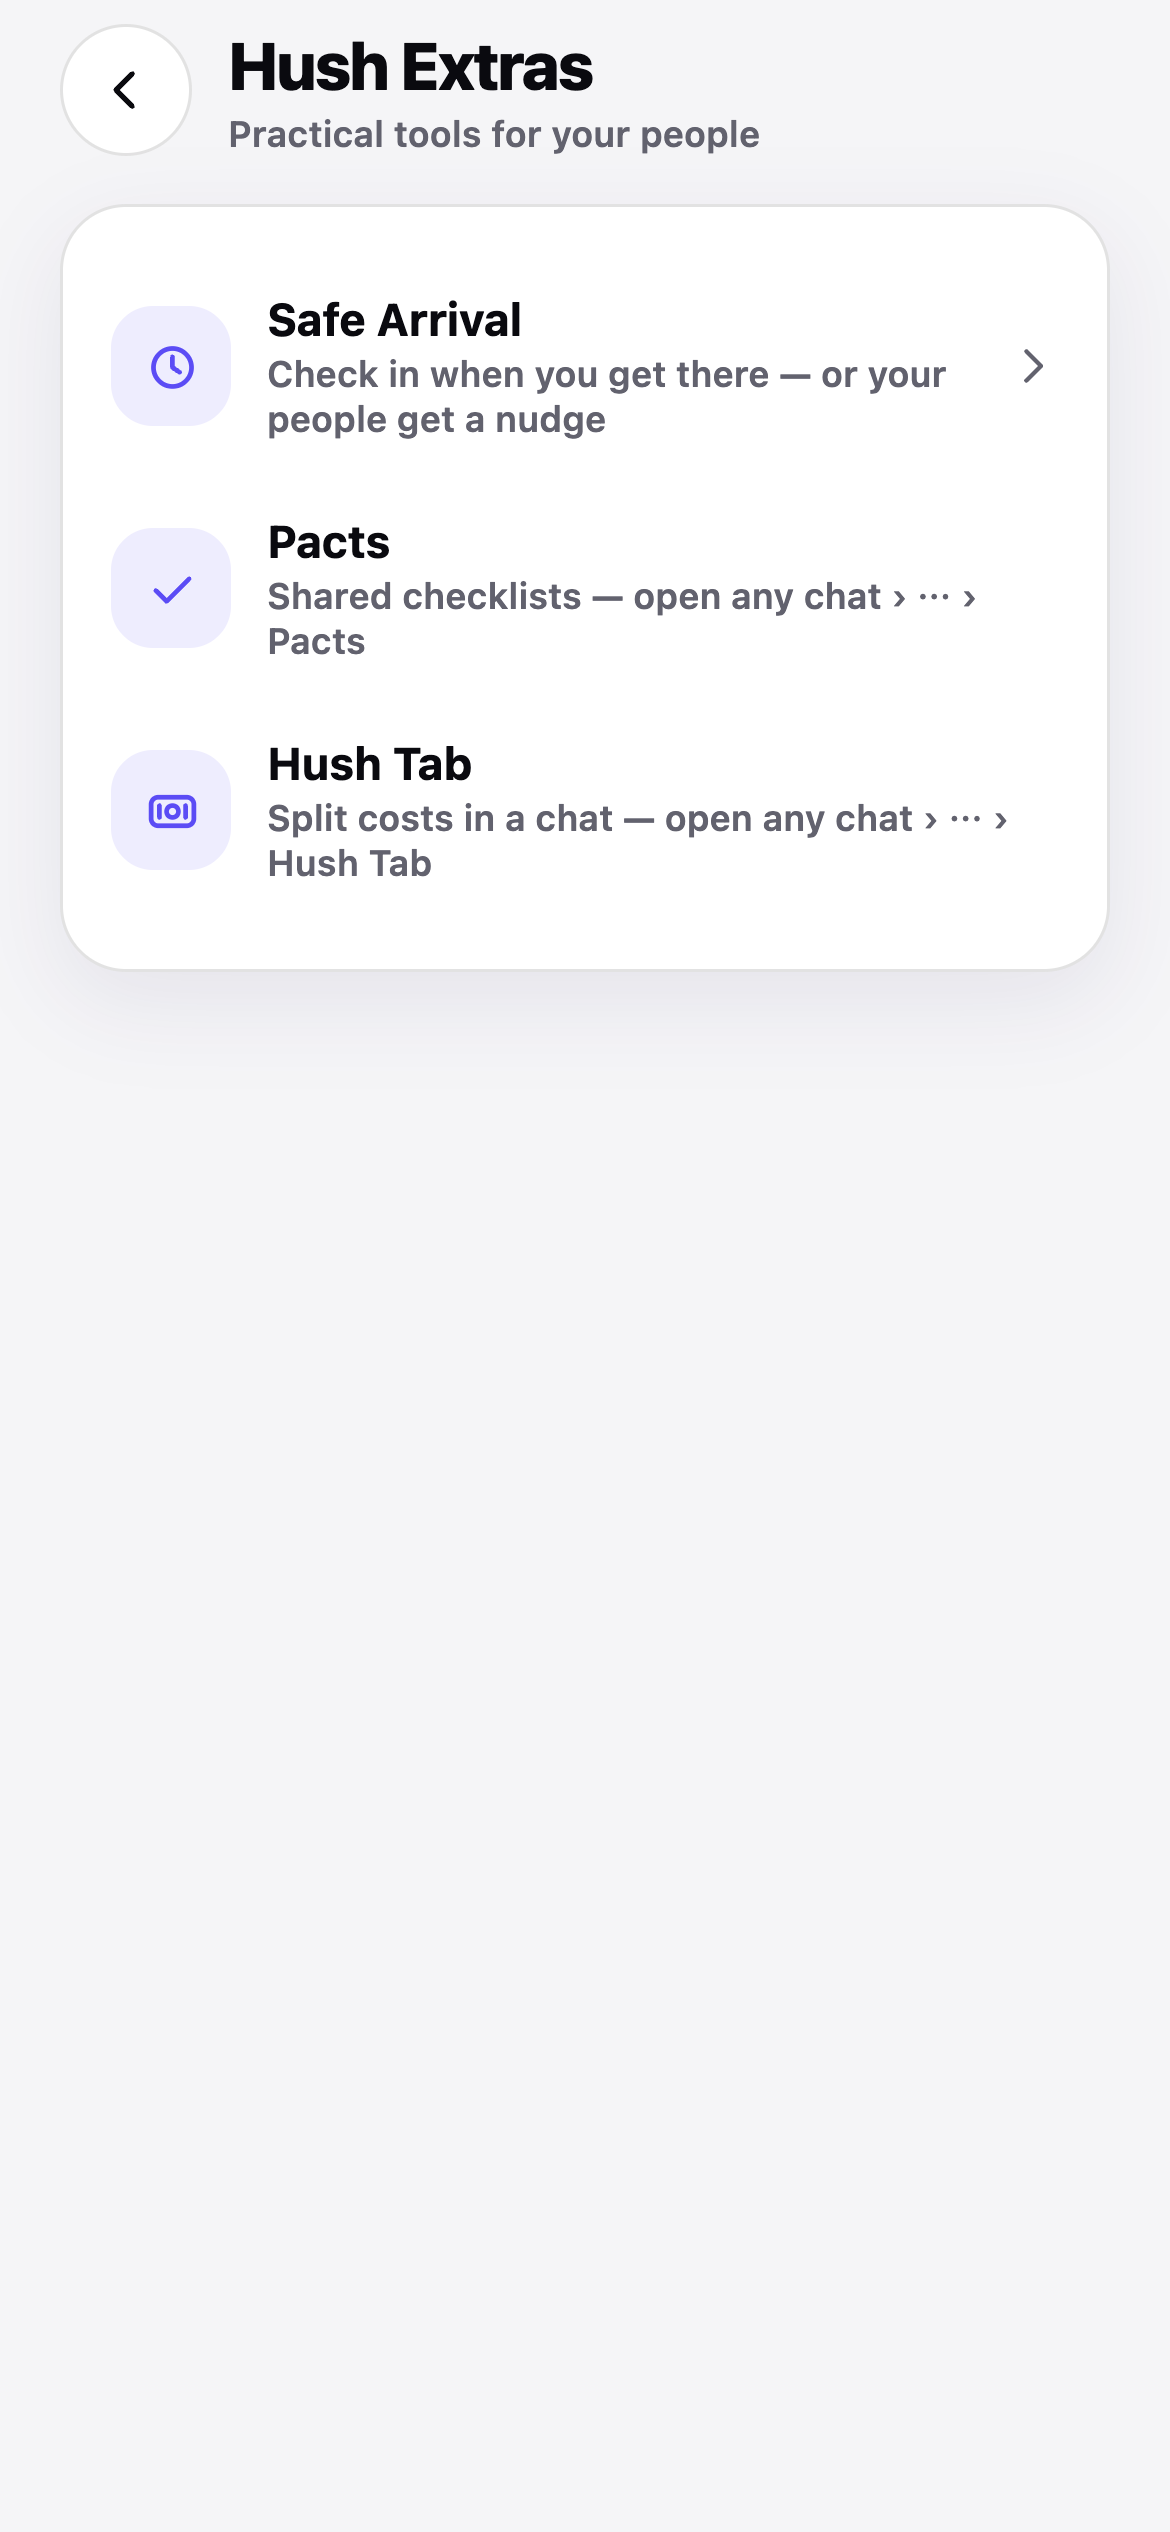 Hush Extras
Practical tools for your people
Safe Arrival
Check in when you get there — or your
people get a nudge
Pacts
Shared checklists — open any chat › ··· ›
Pacts
Hush Tab
Split costs in a chat — open any chat › ··· ›
Hush Tab